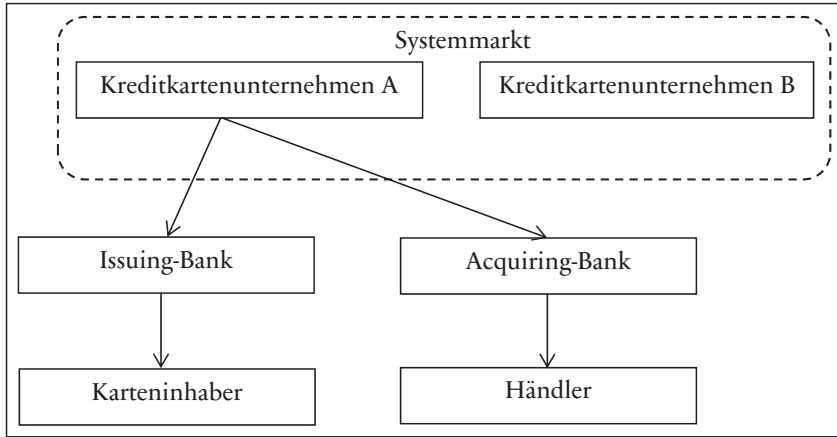 Systemmarkt
Kreditkartenunternehmen A
Kreditkartenunternehmen B
Issuing-Bank
Acquiring-Bank
Karteninhaber
Händler